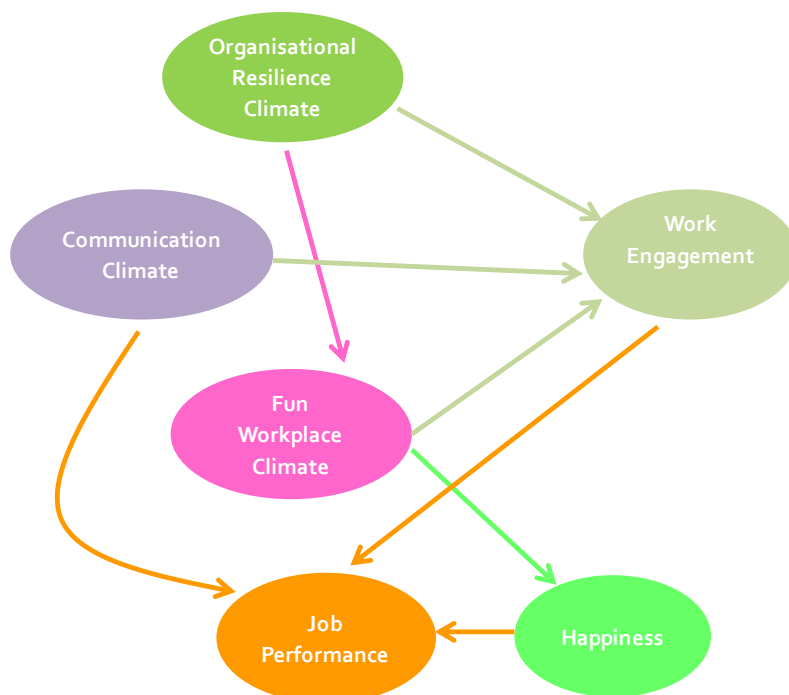 Organisational
Resilience
Climate
Communication
Climate
Work
Engagement
Fun
Workplace
Climate
Job
Performance
Happiness